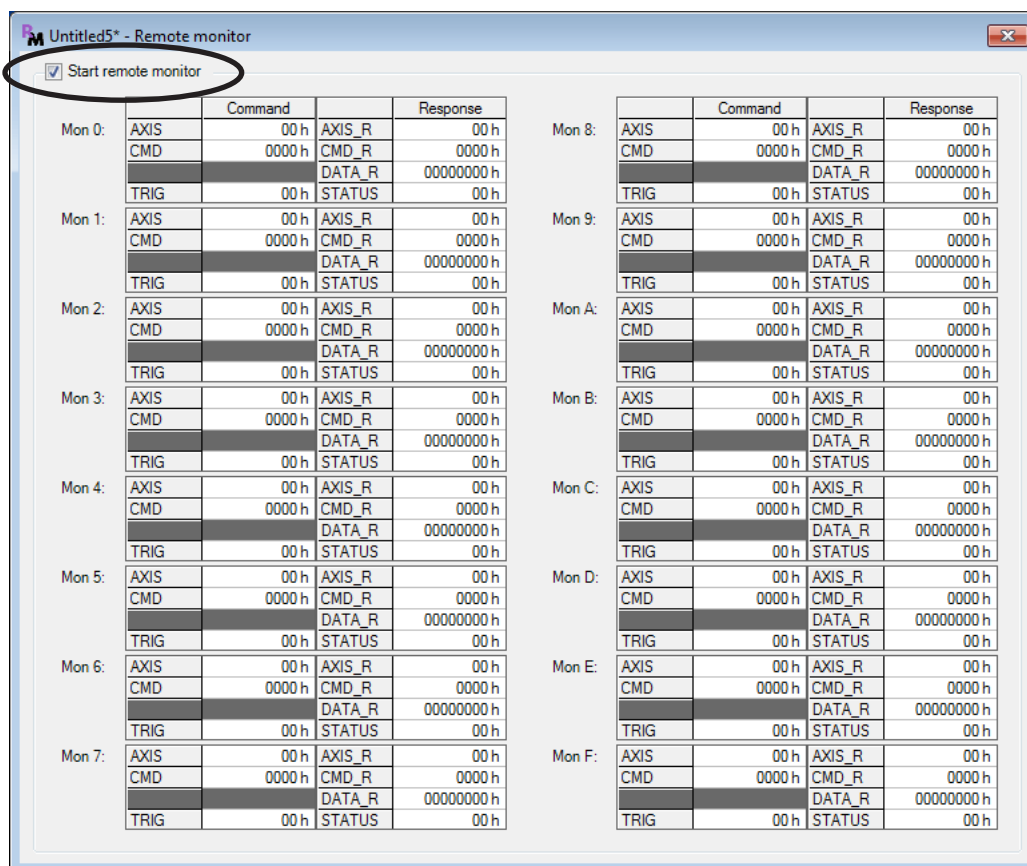 Untitled5* - Remote monitor
Start remote monitor
Command Response Command Response
Mon 0: AXIS 00 h AXIS_R 00 h Mon 8: AXIS 00 h AXIS_R 00 h
CMD 0000 h CMD_R 0000 h CMD 0000 h CMD_R 0000 h
DATA_R 00000000 h DATA_R 00000000 h
TRIG 00 h STATUS 00 h TRIG 00 h STATUS 00 h
Mon 1: AXIS 00 h AXIS_R 00 h Mon 9: AXIS 00 h AXIS_R 00 h
CMD 0000 h CMD_R 0000 h CMD 0000 h CMD_R 0000 h
DATA_R 00000000 h DATA_R 00000000 h
TRIG 00 h STATUS 00 h TRIG 00 h STATUS 00 h
Mon 2: AXIS 00 h AXIS_R 00 h Mon A: AXIS 00 h AXIS_R 00 h
CMD 0000 h CMD_R 0000 h CMD 0000 h CMD_R 0000 h
DATA_R 00000000 h DATA_R 00000000 h
TRIG 00 h STATUS 00 h TRIG 00 h STATUS 00 h
Mon 3: AXIS 00 h AXIS_R 00 h Mon B: AXIS 00 h AXIS_R 00 h
CMD 0000 h CMD_R 0000 h CMD 0000 h CMD_R 0000 h
DATA_R 00000000 h DATA_R 00000000 h
TRIG 00 h STATUS 00 h TRIG 00 h STATUS 00 h
Mon 4: AXIS 00 h AXIS_R 00 h Mon C: AXIS 00 h AXIS_R 00 h
CMD 0000 h CMD_R 0000 h CMD 0000 h CMD_R 0000 h
DATA_R 00000000 h DATA_R 00000000 h
TRIG 00 h STATUS 00 h TRIG 00 h STATUS 00 h
Mon 5: AXIS 00 h AXIS_R 00 h Mon D: AXIS 00 h AXIS_R 00 h
CMD 0000 h CMD_R 0000 h CMD 0000 h CMD_R 0000 h
DATA_R 00000000 h DATA_R 00000000 h
TRIG 00 h STATUS 00 h TRIG 00 h STATUS 00 h
Mon 6: AXIS 00 h AXIS_R 00 h Mon E: AXIS 00 h AXIS_R 00 h
CMD 0000 h CMD_R 0000 h CMD 0000 h CMD_R 0000 h
DATA_R 00000000 h DATA_R 00000000 h
TRIG 00 h STATUS 00 h TRIG 00 h STATUS 00 h
Mon 7: AXIS 00 h AXIS_R 00 h Mon F: AXIS 00 h AXIS_R 00 h
CMD 0000 h CMD_R 0000 h CMD 0000 h CMD_R 0000 h
DATA_R 00000000 h DATA_R 00000000 h
TRIG 00 h STATUS 00 h TRIG 00 h STATUS 00 h